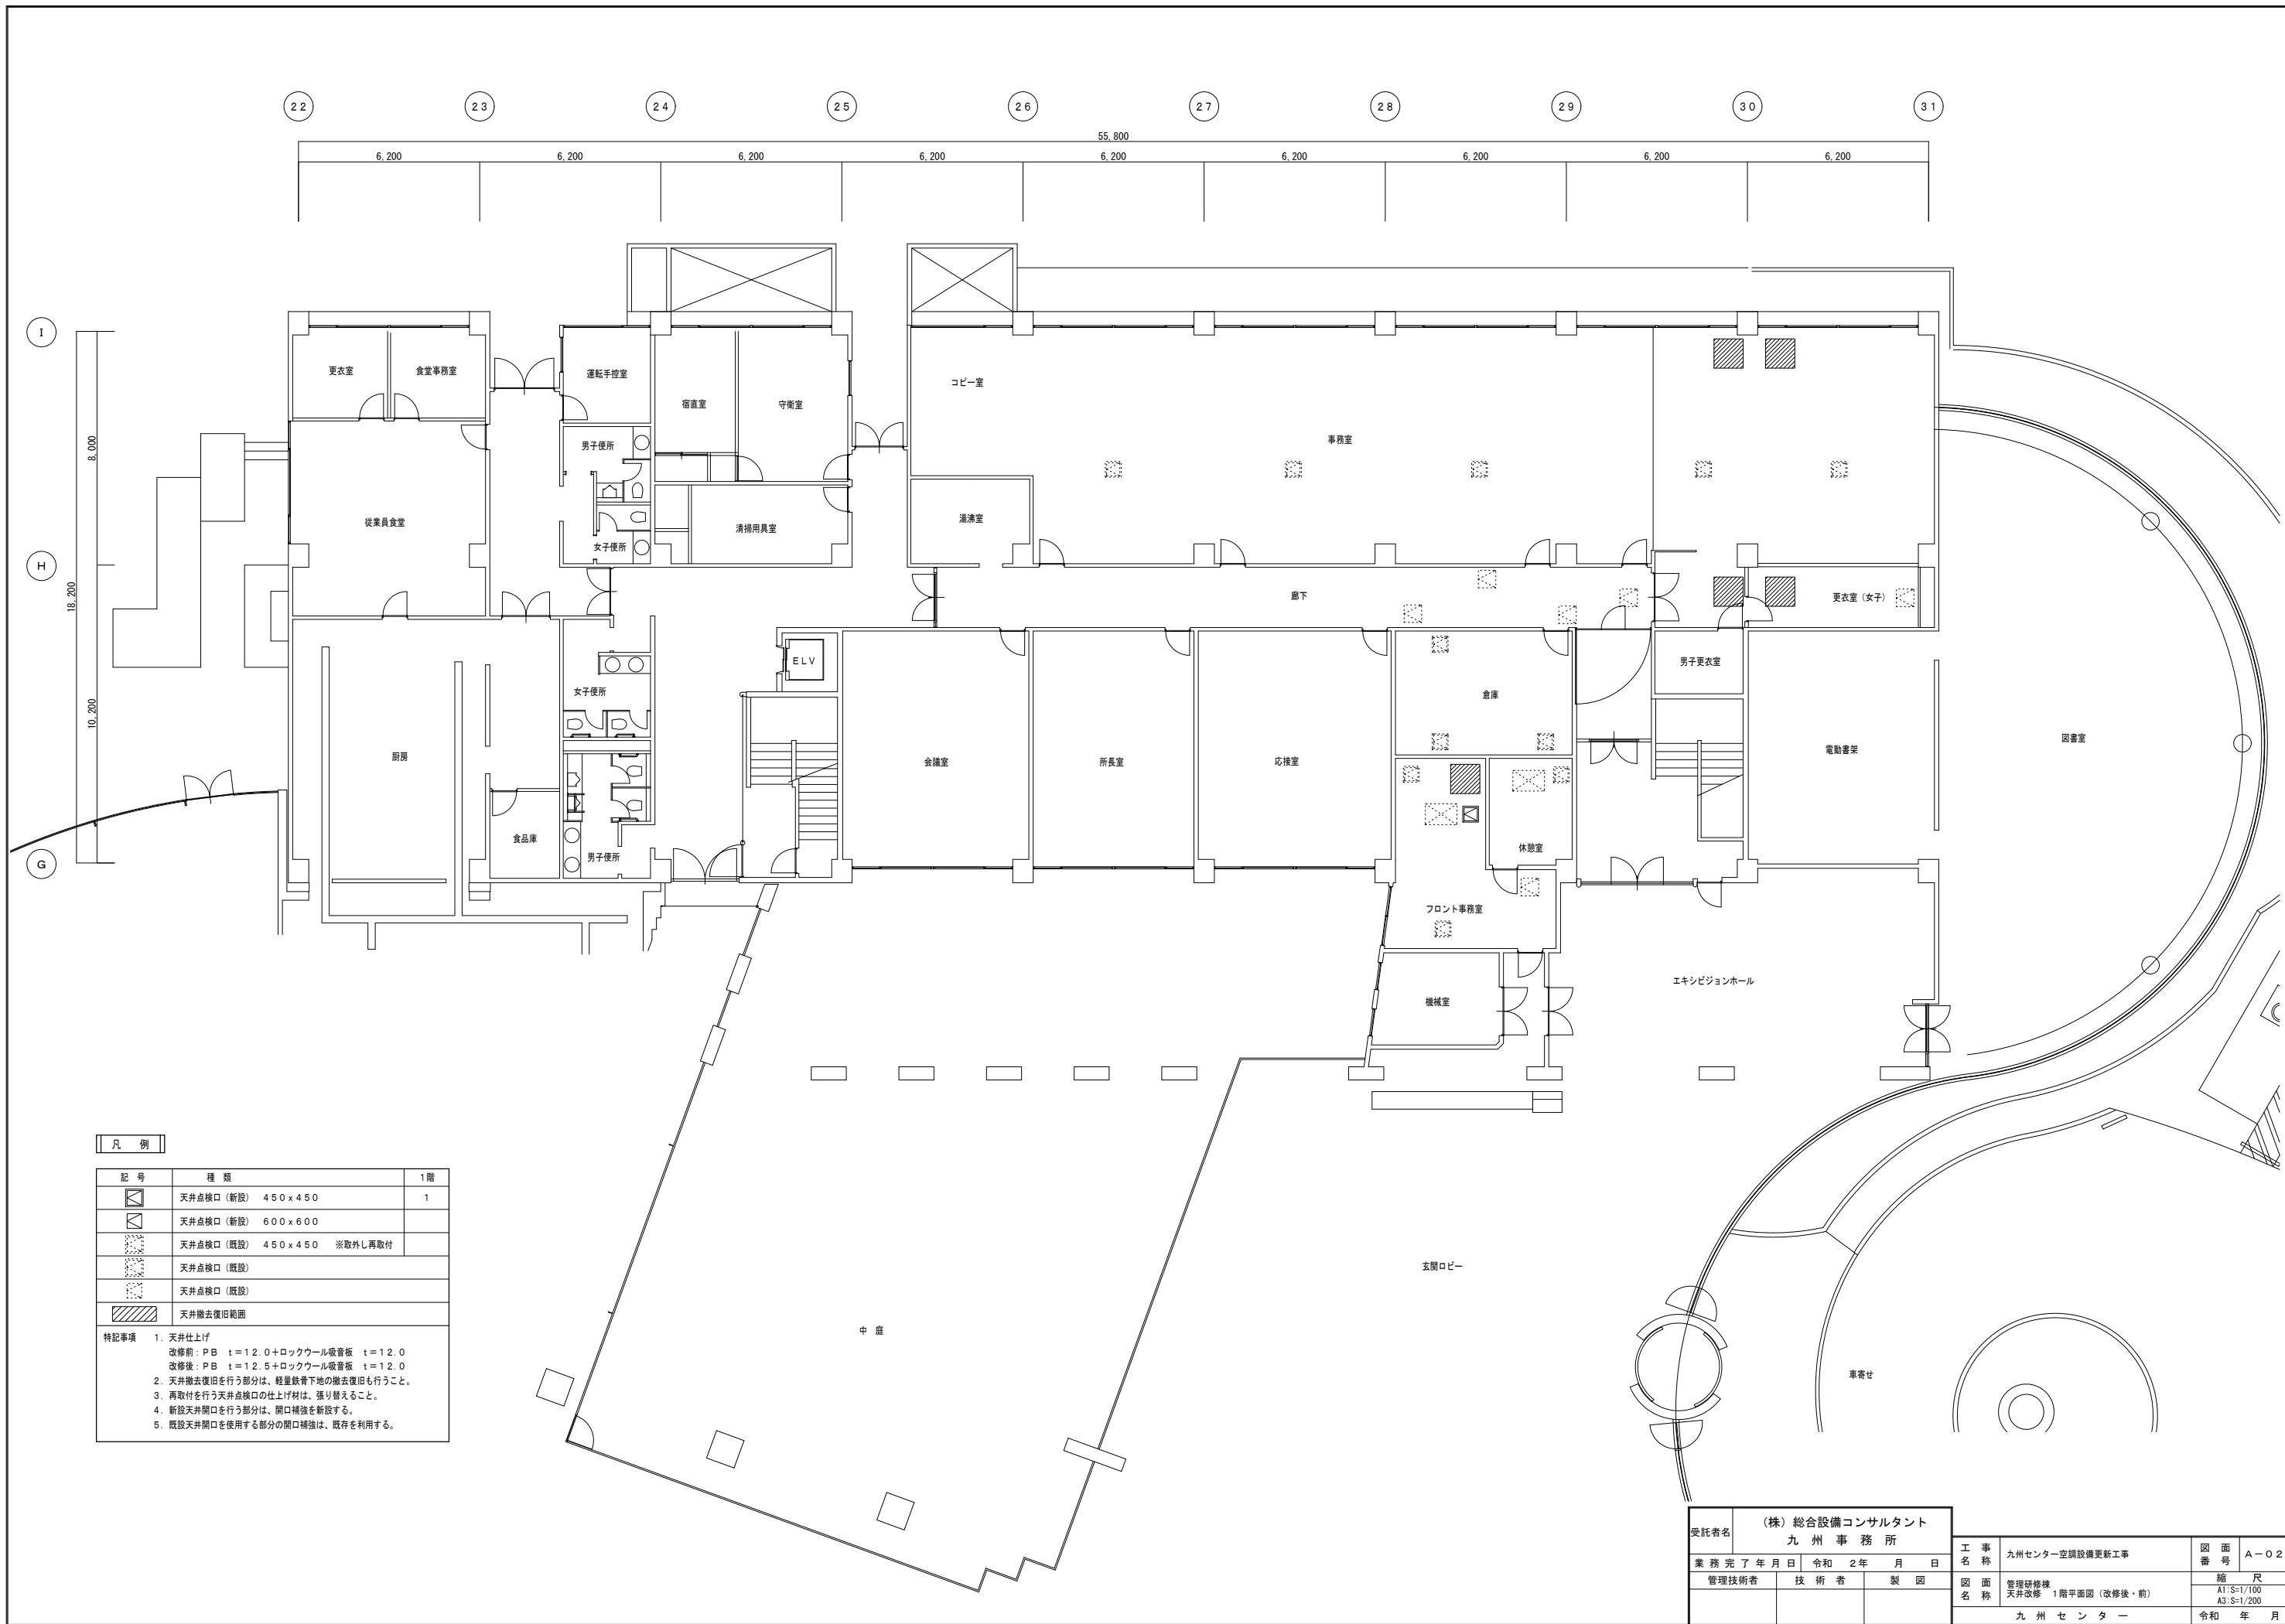 22 23 24 25 26 27 28 29 30 31
55,800
6,200 6,200 6,200 6,200 6,200 6,200 6,200 6,200 6,200
I
H
G
8,000
18,200
10,200
更衣室
食堂事務室
運転手控室
宿直室
守衛室
コピー室
事務室
男子便所
従業員食堂
女子便所
清掃用具室
湯沸室
廊下
更衣室（女子）
ELV
男子更衣室
女子便所
倉庫
厨房
会議室
所長室
応接室
電動書架
図書室
食品庫
男子便所
休憩室
フロント事務室
機械室
エキシビジョンホール
玄関ロビー
中 庭
車寄せ
凡 例
記 号 種 類 1階
天井点検口（新設） 450x450 1
天井点検口（新設） 600x600
天井点検口（既設） 450x450 ※取外し再取付
天井点検口（既設）
天井点検口（既設）
天井撤去復旧範囲
特記事項 1. 天井仕上げ
改修前：PB t=12.0+ロックウール吸音板 t=12.0
改修後：PB t=12.5+ロックウール吸音板 t=12.0
2. 天井撤去復旧を行う部分は、軽量鉄骨下地の撤去復旧も行うこと。
3. 再取付を行う天井点検口の仕上げ材は、張り替えること。
4. 新設天井開口を行う部分は、開口補強を新設する。
5. 既設天井開口を使用する部分の開口補強は、既存を利用する。
受託者名 （株）総合設備コンサルタント
九 州 事 務 所
業務完了年月日 令和 2年 月 日
管理技術者 技 術 者 製 図
工 事 名 称 九州センター空調設備更新工事
図 面 番 号 A-02
図 面 名 称 管理研修棟
天井改修 1階平面図（改修後・前）
縮 尺
A1:S=1/100
A3:S=1/200
九 州 セ ン タ ー 令和 年 月